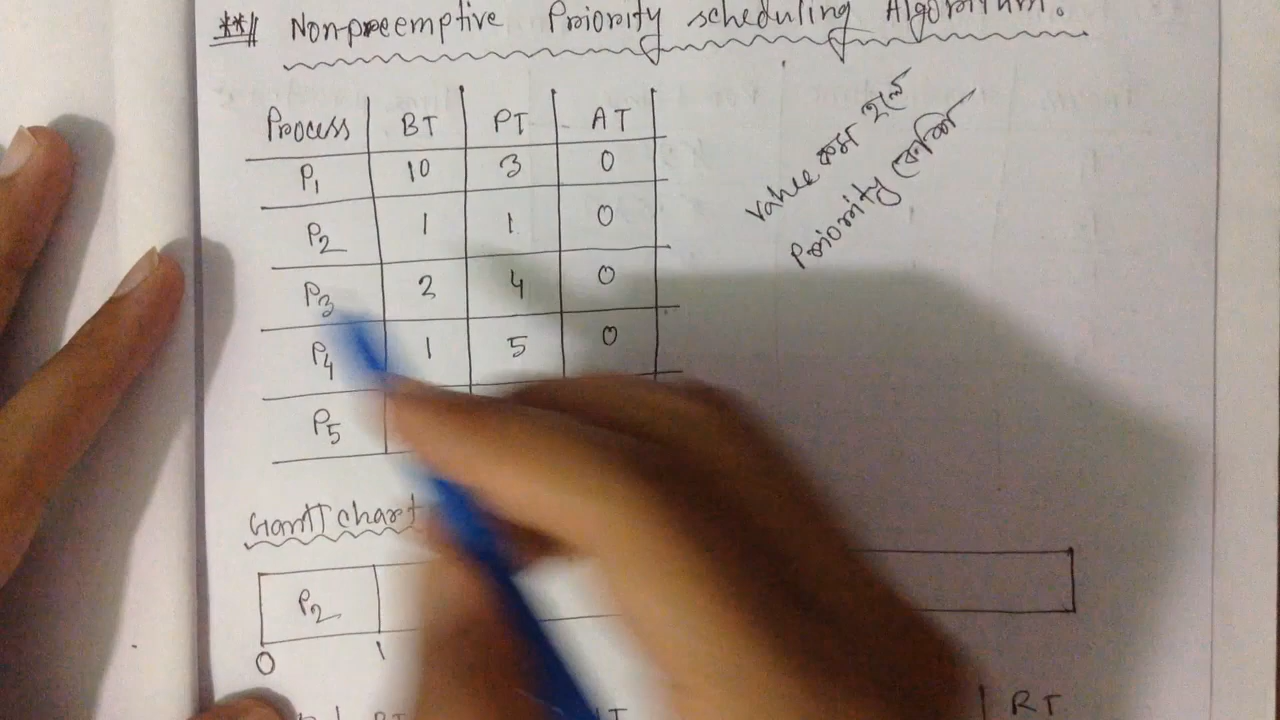 **// Non-preemptive Priority scheduling Algorithm.
Process BT PT AT
P1 10 3 0
P2 1 1 0
P3 2 4 0
P4 1 5 0
P5
value কম হলে
Priority বেশি
Gantt chart
P2
0 1
RT